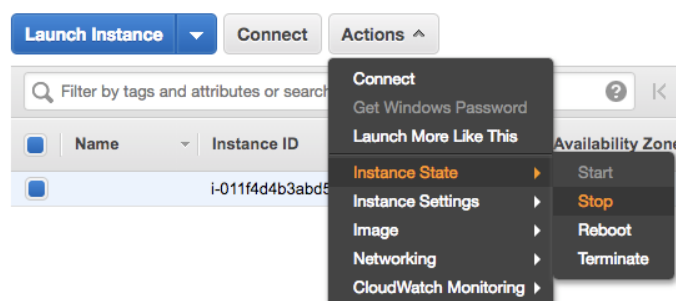 Launch Instance Connect Actions
Filter by tags and attributes or search
Connect
Get Windows Password
Launch More Like This
Name Instance ID Availability Zone
i-011f4d4b3abd5
Instance State Start
Instance Settings Stop
Image Reboot
Networking Terminate
CloudWatch Monitoring